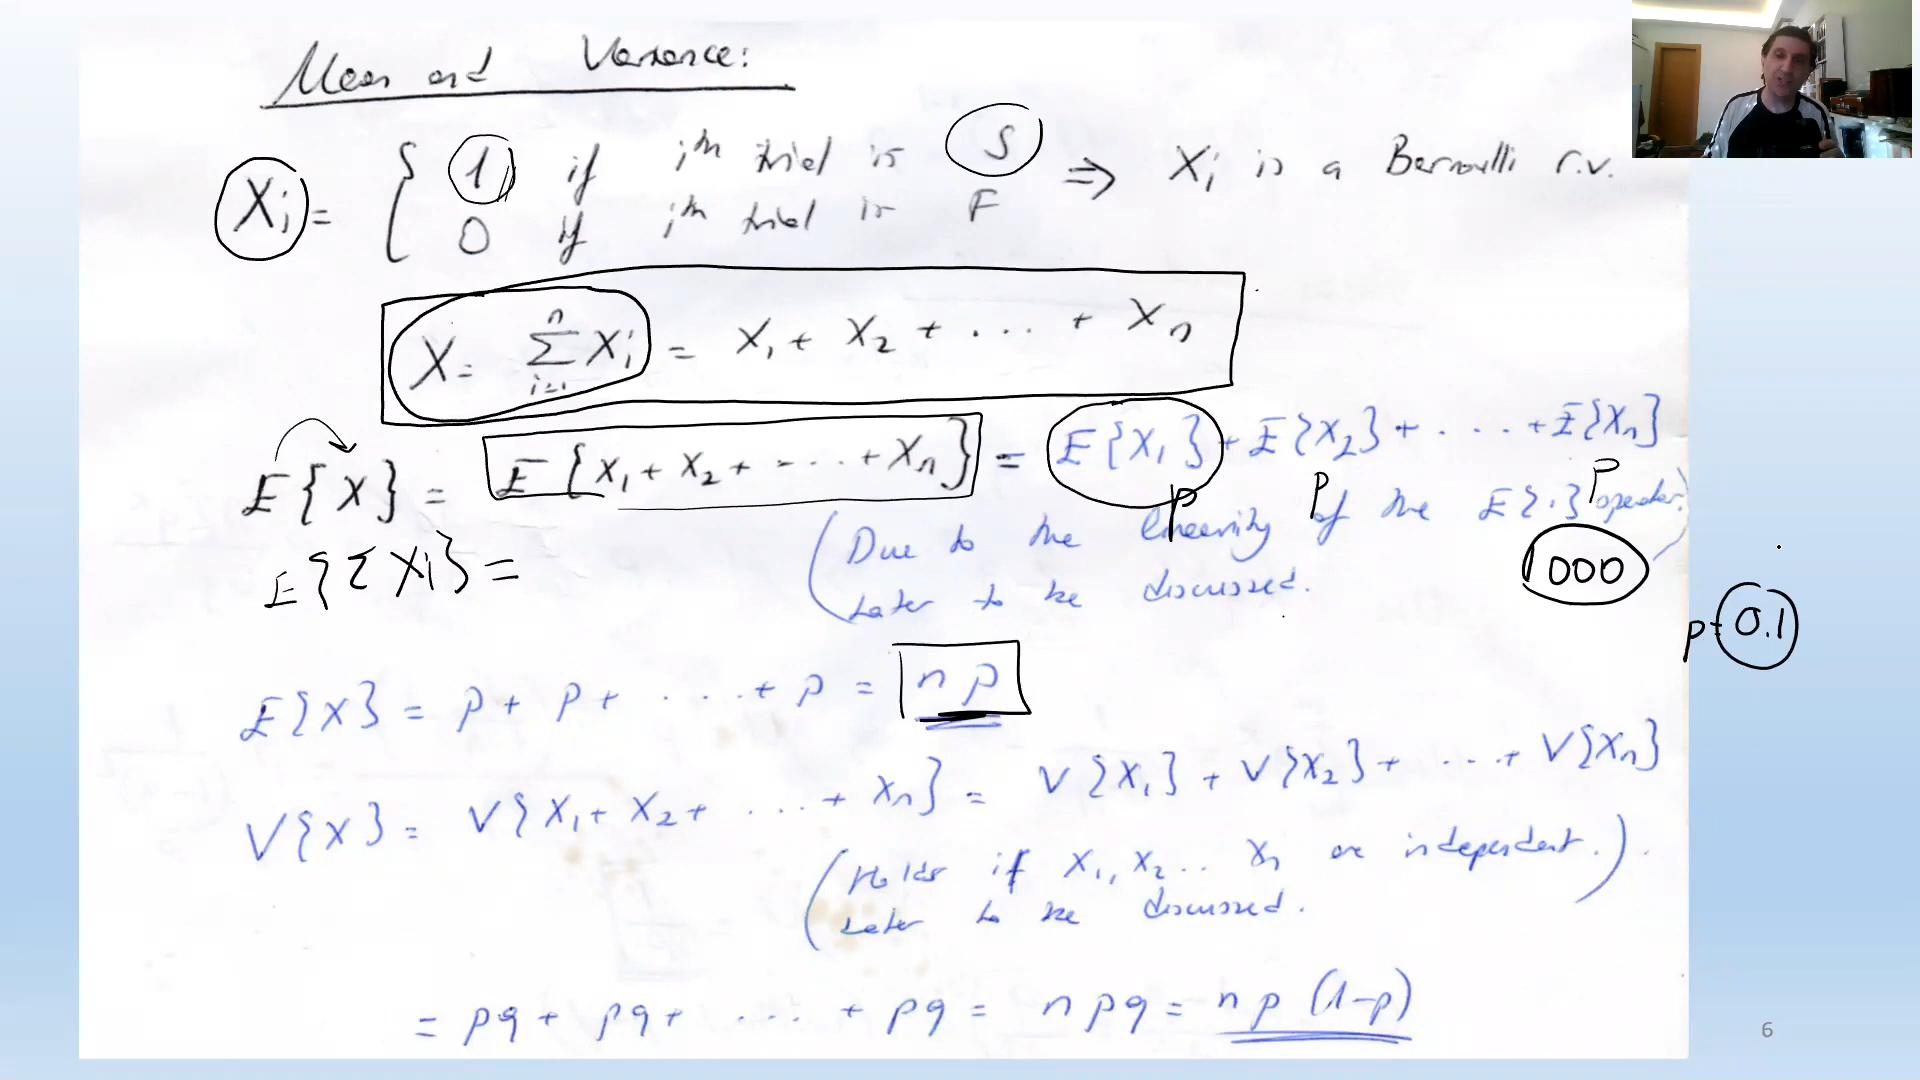 Mean and Variance:
Xi = { 1 if ith trial is S ⇒ Xi is a Bernoulli r.v.
0 if ith trial is F
X = n Σ i=1 Xi = X1 + X2 + . . . + Xn
E{X} = E{X1 + X2 + - . . . + Xn} = E{X1} + E{X2} + . . . . + E{Xn}
p p p
(Due to the linearity of the E{.} operator.
Later to be discussed.
E{Σ Xi} =
1000
p = 0.1
E{X} = p + p + . . . + p = n p
V{X} = V{X1 + X2 + . . . + Xn} = V{X1} + V{X2} + . . . + V{Xn}
(Holds if X1, X2 .. Xn are independent.)
Later to be discussed.
= pq + pq + . . . + pq = n p q = n p (1-p)
6